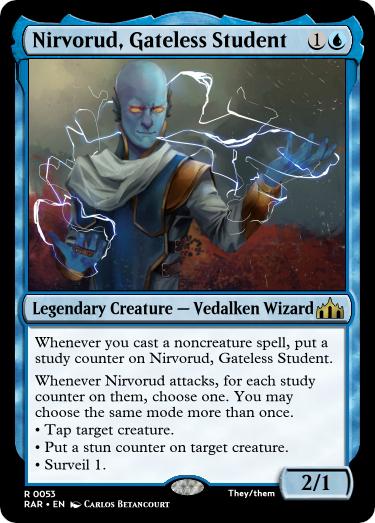 Nirvorud, Gateless Student 1
Legendary Creature — Vedalken Wizard
Whenever you cast a noncreature spell, put a
study counter on Nirvorud, Gateless Student.
Whenever Nirvorud attacks, for each study
counter on them, choose one. You may
choose the same mode more than once.
• Tap target creature.
• Put a stun counter on target creature.
• Surveil 1.
2/1
R 0053
RAR • EN Carlos Betancourt
They/them